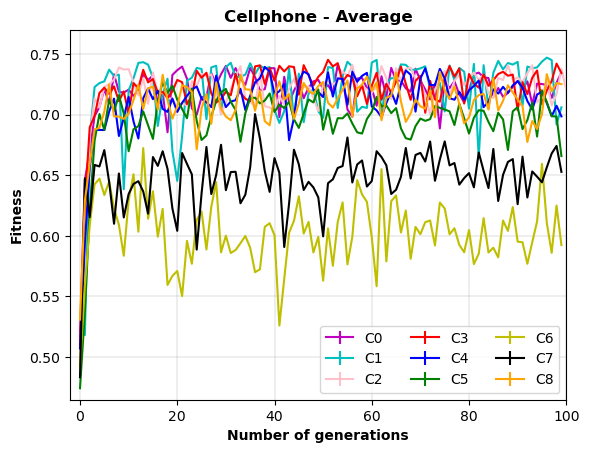 Cellphone - Average
Fitness
0.75
0.70
0.65
0.60
0.55
0.50
C0 C3 C6
C1 C4 C7
C2 C5 C8
0 20 40 60 80 100
Number of generations